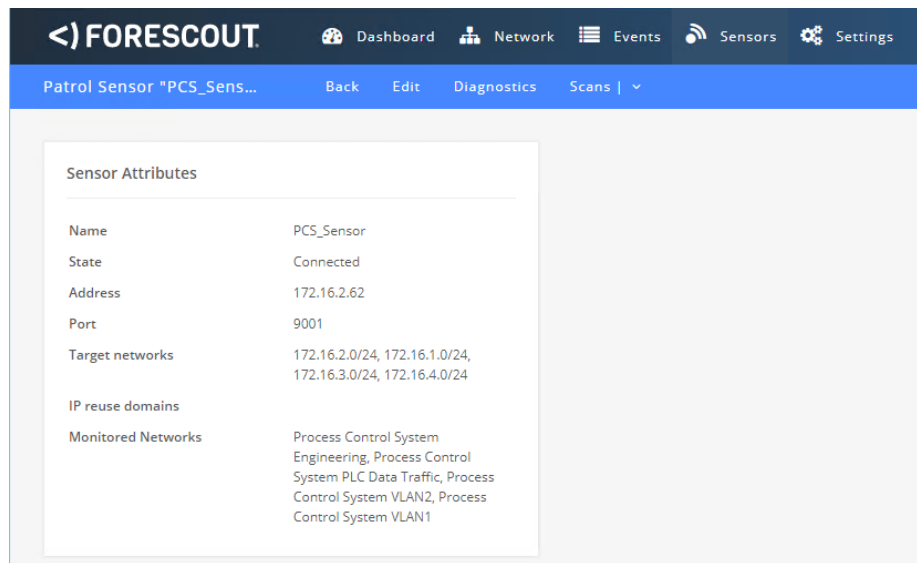 <) FORESCOUT. Dashboard Network Events Sensors Settings
Patrol Sensor "PCS_Sens... Back Edit Diagnostics Scans |
Sensor Attributes
Name PCS_Sensor
State Connected
Address 172.16.2.62
Port 9001
Target networks 172.16.2.0/24, 172.16.1.0/24,
172.16.3.0/24, 172.16.4.0/24
IP reuse domains
Monitored Networks Process Control System
Engineering, Process Control
System PLC Data Traffic, Process
Control System VLAN2, Process
Control System VLAN1